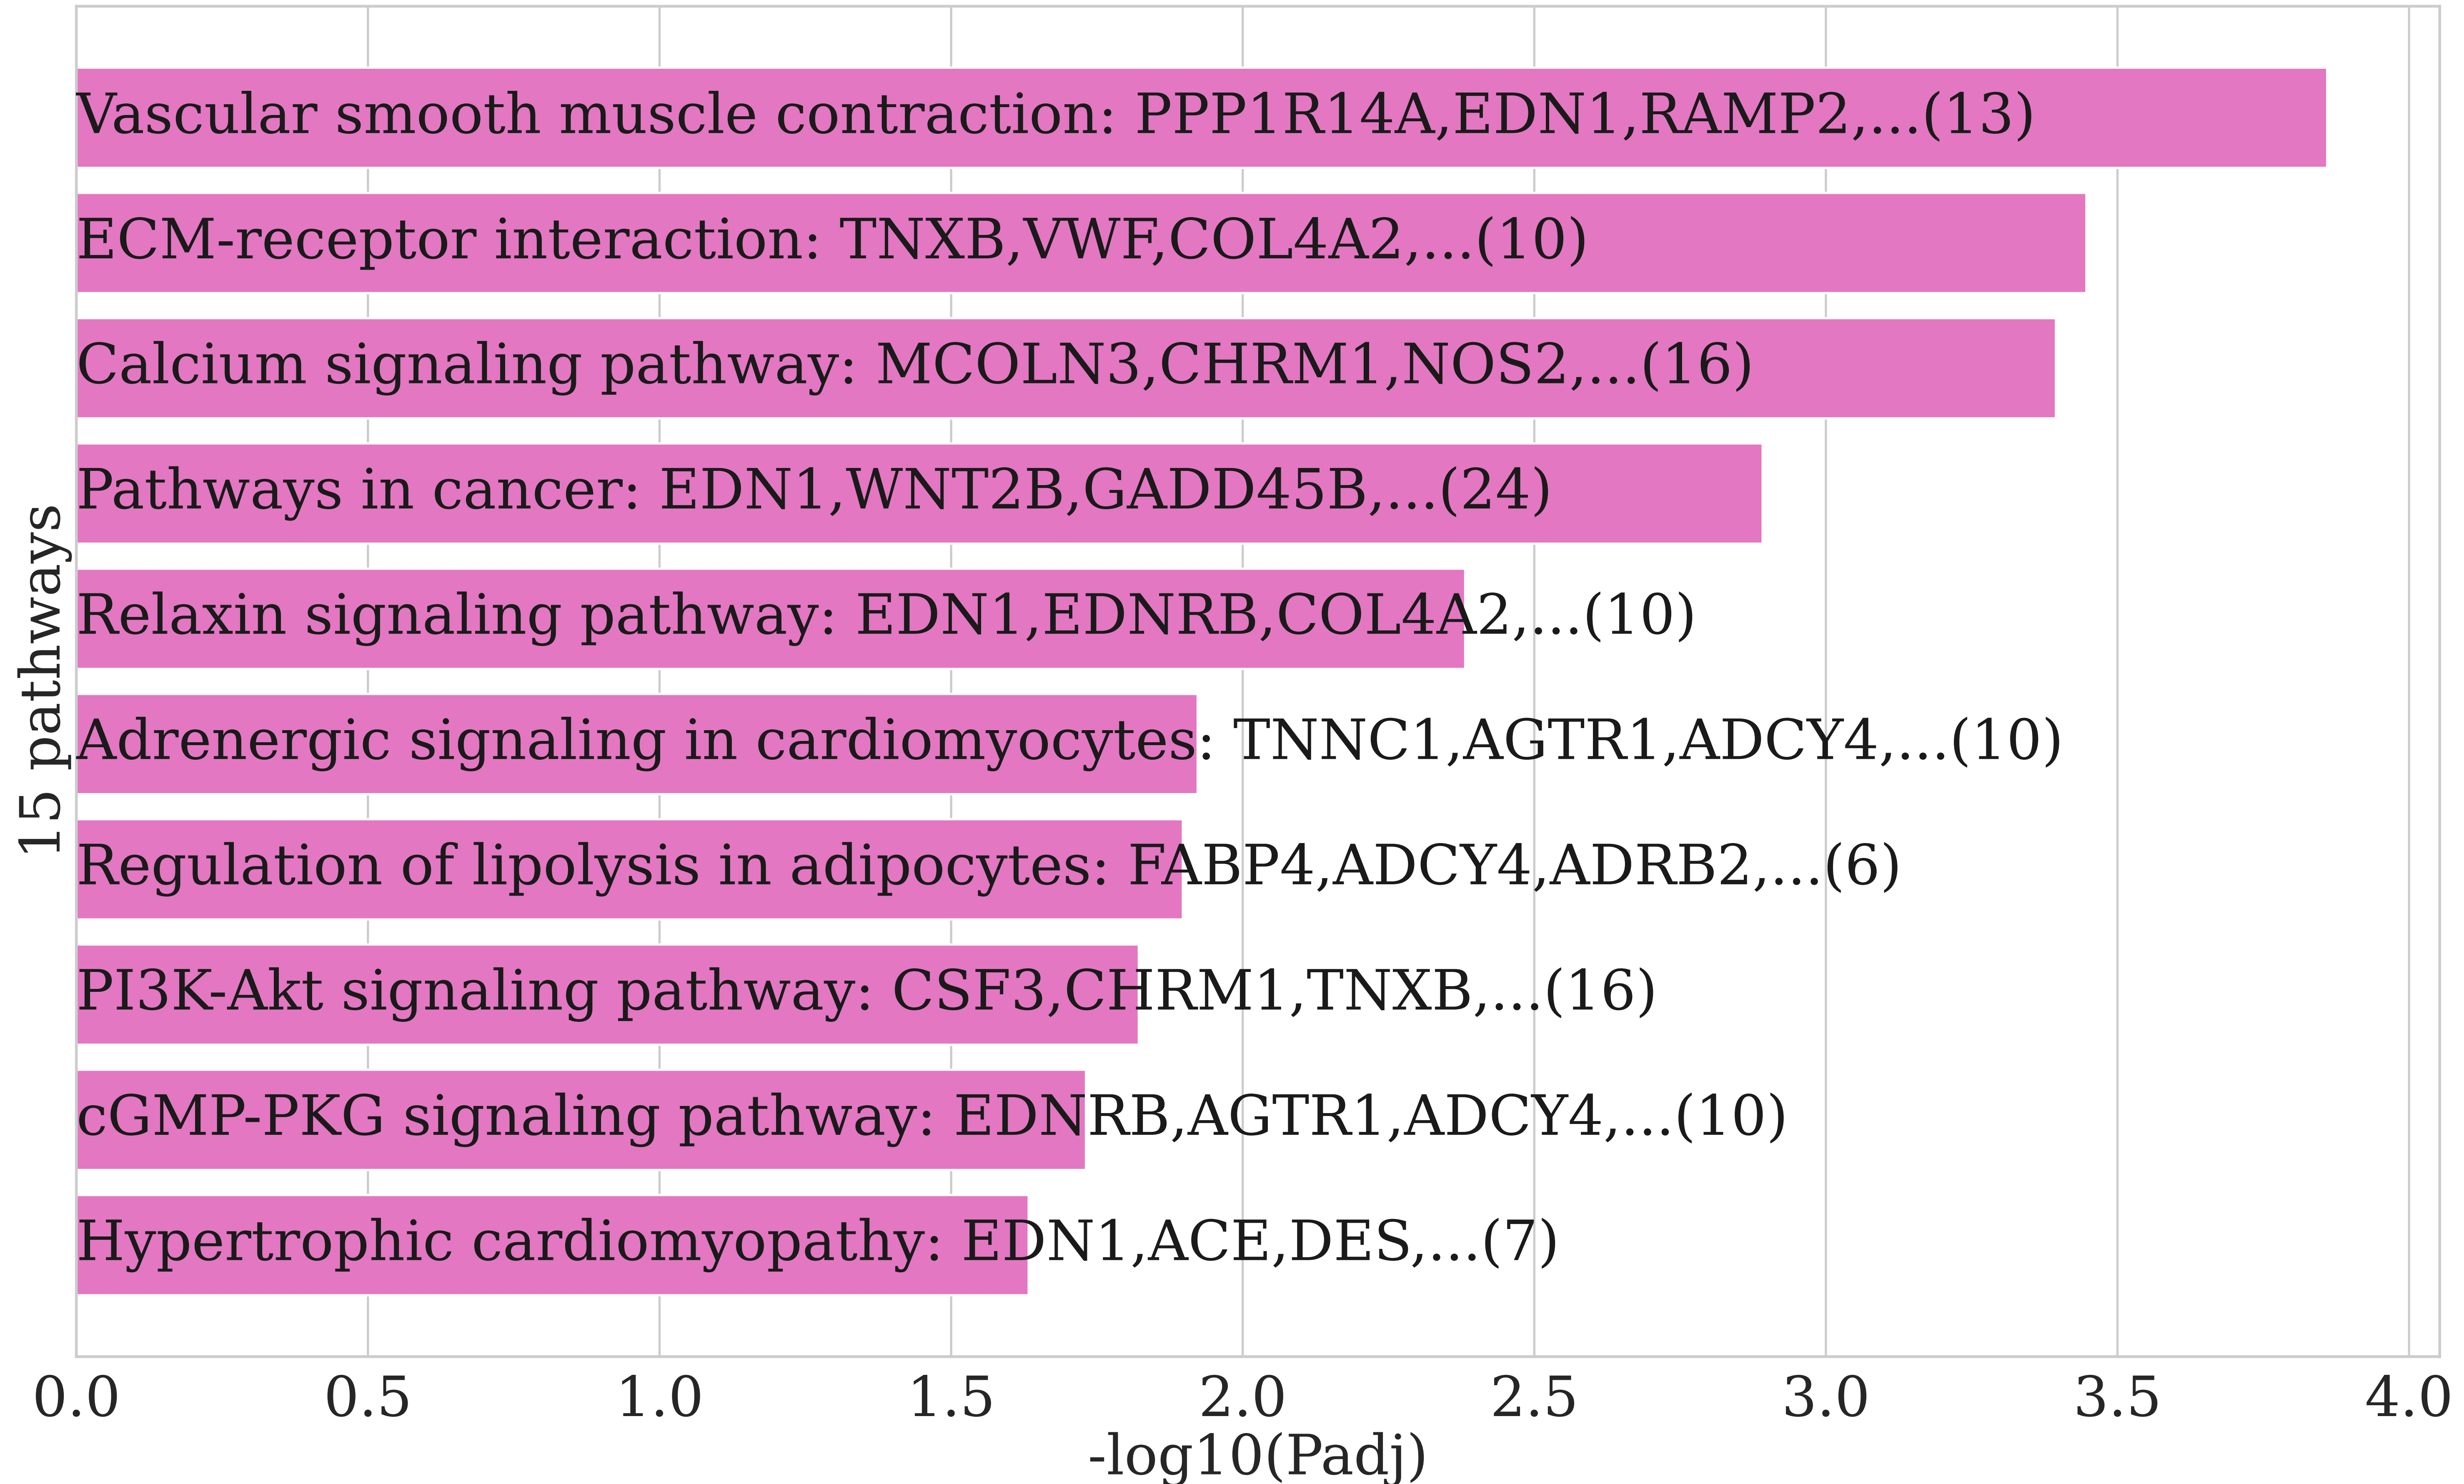 Vascular smooth muscle contraction: PPP1R14A,EDN1,RAMP2,...(13)
ECM-receptor interaction: TNXB,VWF,COL4A2,...(10)
Calcium signaling pathway: MCOLN3,CHRM1,NOS2,...(16)
Pathways in cancer: EDN1,WNT2B,GADD45B,...(24)
Relaxin signaling pathway: EDN1,EDNRB,COL4A2,...(10)
Adrenergic signaling in cardiomyocytes: TNNC1,AGTR1,ADCY4,...(10)
Regulation of lipolysis in adipocytes: FABP4,ADCY4,ADRB2,...(6)
PI3K-Akt signaling pathway: CSF3,CHRM1,TNXB,...(16)
cGMP-PKG signaling pathway: EDNRB,AGTR1,ADCY4,...(10)
Hypertrophic cardiomyopathy: EDN1,ACE,DES,...(7)
15 pathways
0.0 0.5 1.0 1.5 2.0 2.5 3.0 3.5 4.0
-log10(Padj)